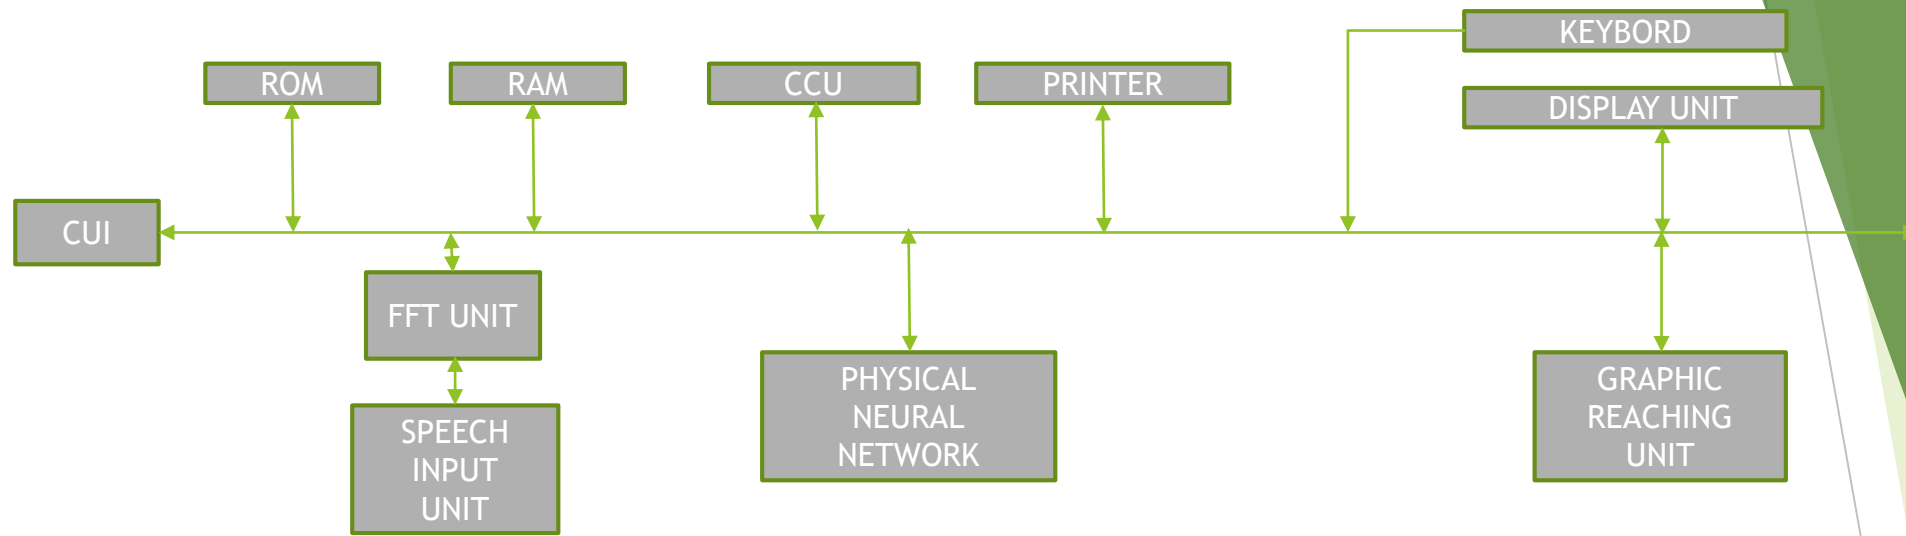 KEYBORD
ROM
RAM
CCU
PRINTER
DISPLAY UNIT
CUI
FFT UNIT
PHYSICAL
NEURAL
NETWORK
GRAPHIC
REACHING
UNIT
SPEECH
INPUT
UNIT